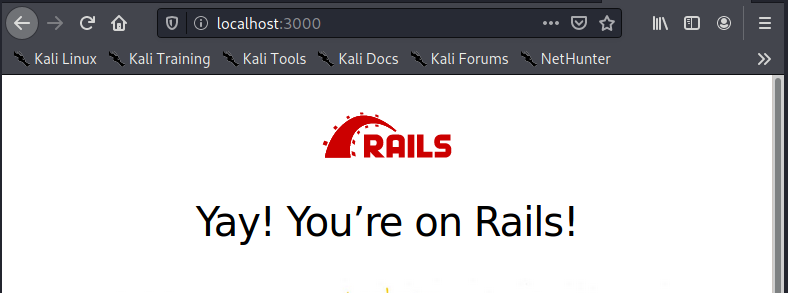 localhost:3000
Kali Linux Kali Training Kali Tools Kali Docs Kali Forums NetHunter
RAILS
Yay! You’re on Rails!